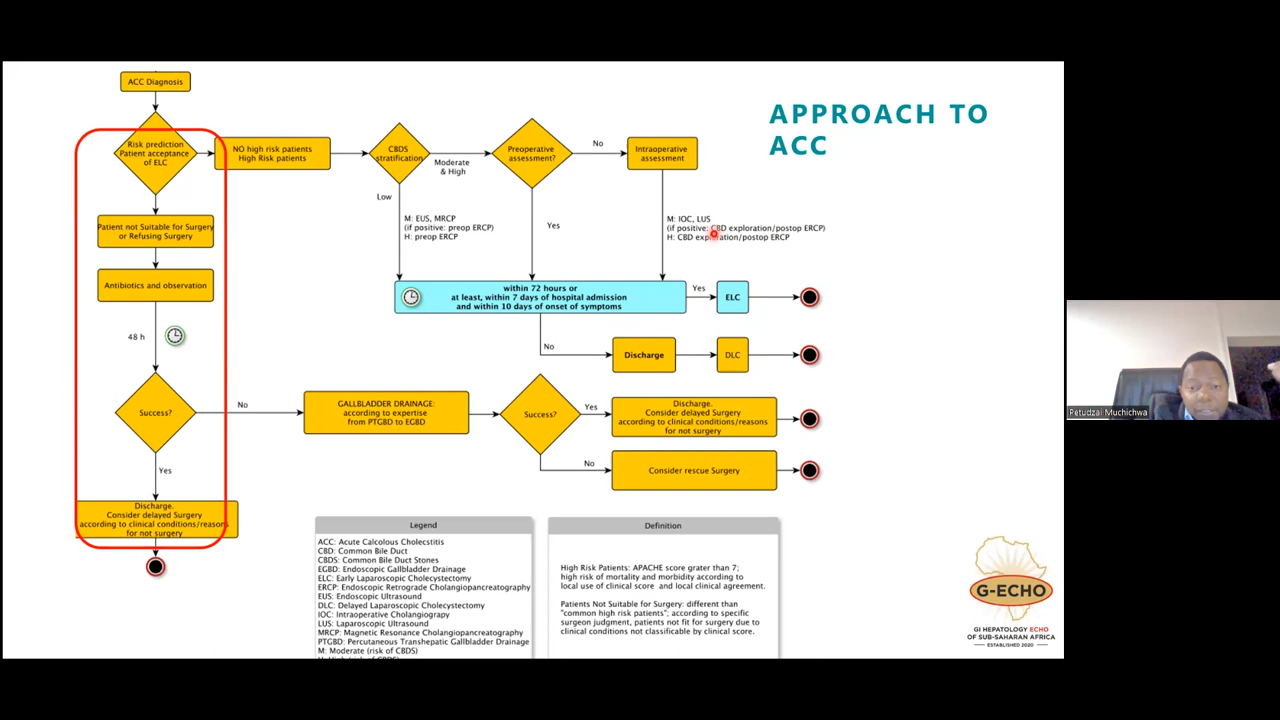 APPROACH TO
ACC
ACC Diagnosis
Risk prediction
Patient acceptance
of ELC
NO high risk patients
High Risk patients
CBDS
stratification
Moderate
& High
Preoperative
assessment?
No
Intraoperative
assessment
Low
M: EUS, MRCP
(if positive: preop ERCP)
H: preop ERCP
Yes
M: IOC, LUS
(if positive: CBD exploration/postop ERCP)
H: CBD exploration/postop ERCP
Patient not Suitable for Surgery
or Refusing Surgery
Antibiotics and observation
within 72 hours or
at least, within 7 days of hospital admission
and within 10 days of onset of symptoms
Yes
ELC
48 h
No
Discharge
DLC
Success?
No
GALLBLADDER DRAINAGE:
according to expertise
from PTGBD to EGBD
Success?
Yes
Discharge.
Consider delayed Surgery
according to clinical conditions/reasons
for not surgery
No
Consider rescue Surgery
Yes
Discharge.
Consider delayed Surgery
according to clinical conditions/reasons
for not surgery
Legend
ACC: Acute Calcolous Cholecstitis
CBD: Common Bile Duct
CBDS: Common Bile Duct Stones
EGBD: Endoscopic Gallbladder Drainage
ELC: Early Laparoscopic Cholecystectomy
ERCP: Endoscopic Retrograde Cholangiopancreatography
EUS: Endoscopic Ultrasound
DLC: Delayed Laparoscopic Cholecystectomy
IOC: Intraoperative Cholangiograpy
LUS: Laparoscopic Ultrasound
MRCP: Magnetic Resonance Cholangiopancreatography
PTGBD: Percutaneous Transhepatic Gallbladder Drainage
M: Moderate (risk of CBDS)
Definition
High Risk Patients: APACHE score grater than 7;
high risk of mortality and morbidity according to
local use of clinical score and local clinical agreement.
Patients Not Suitable for Surgery: different than
"common high risk patients"; according to specific
surgeon judgment, patients not fit for surgery due to
clinical conditions not classificable by clinical score.
G-ECHO
GI HEPATOLOGY ECHO
OF SUB-SAHARAN AFRICA
ESTABLISHED 2020
Petudzai Muchichwa